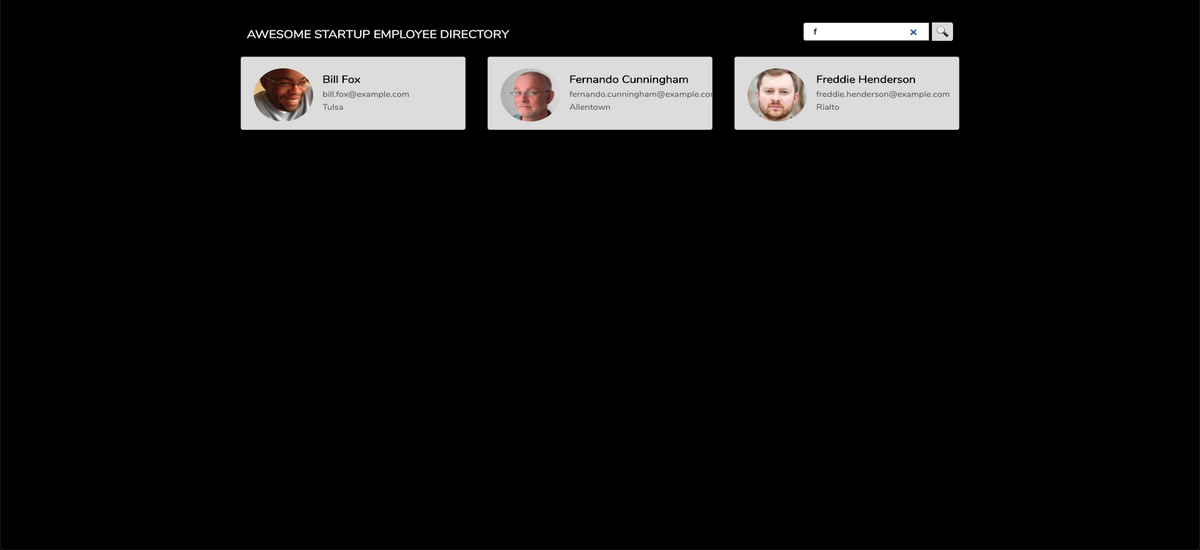 AWESOME STARTUP EMPLOYEE DIRECTORY
f
Bill Fox
bill.fox@example.com
Tulsa
Fernando Cunningham
fernando.cunningham@example.com
Allentown
Freddie Henderson
freddie.henderson@example.com
Rialto